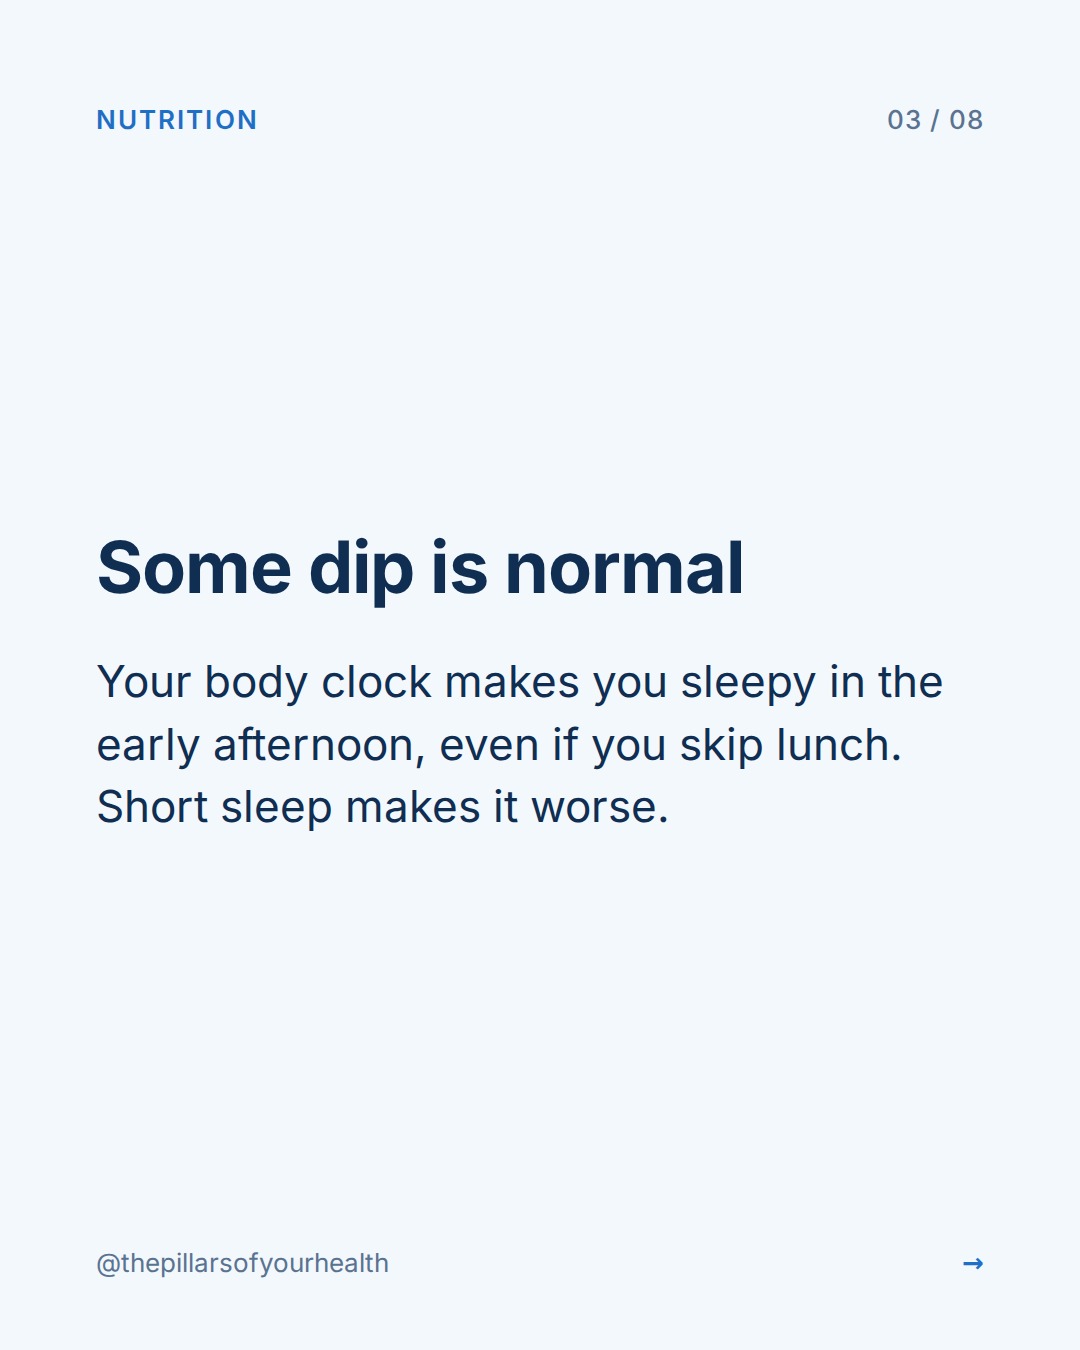 NUTRITION
03 / 08
Some dip is normal
Your body clock makes you sleepy in the
early afternoon, even if you skip lunch.
Short sleep makes it worse.
@thepillarsofyourhealth
→